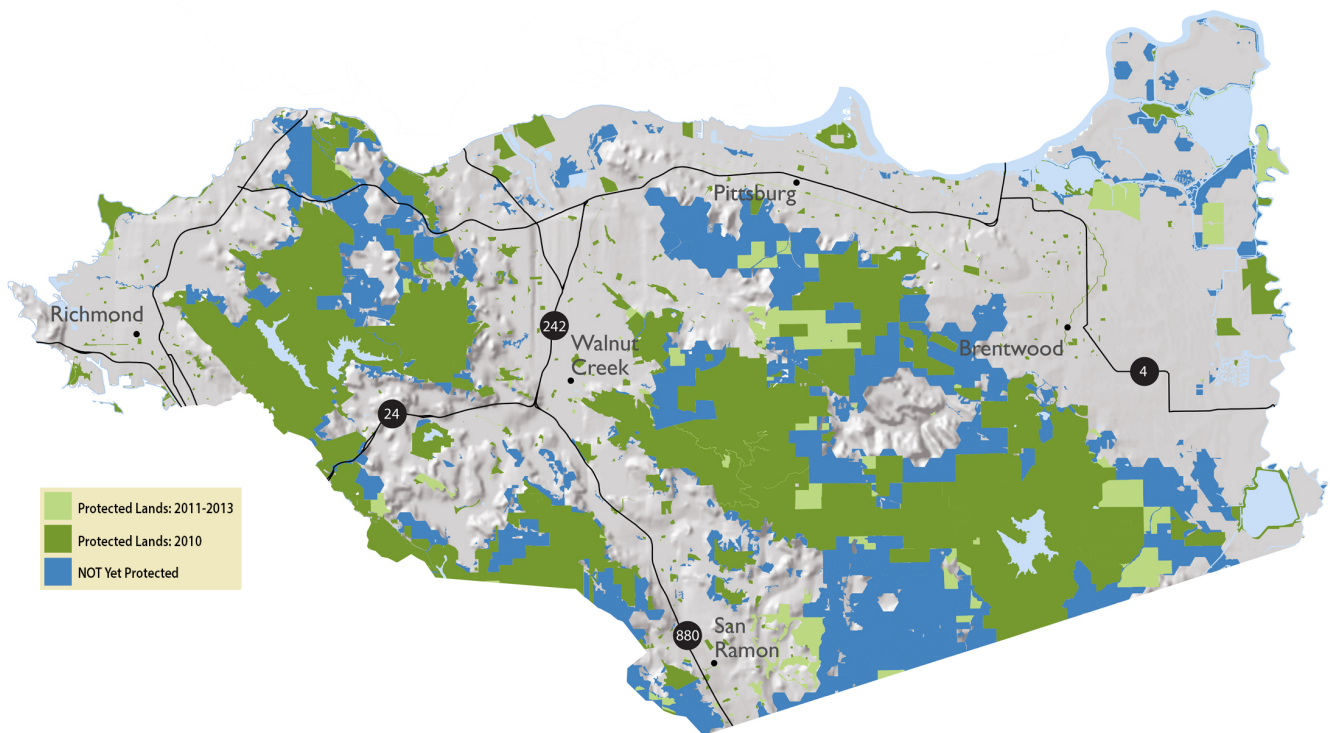 Pittsburg
Richmond
242
Walnut
Creek
Brentwood
4
24
Protected Lands: 2011-2013
Protected Lands: 2010
NOT Yet Protected
880
San
Ramon